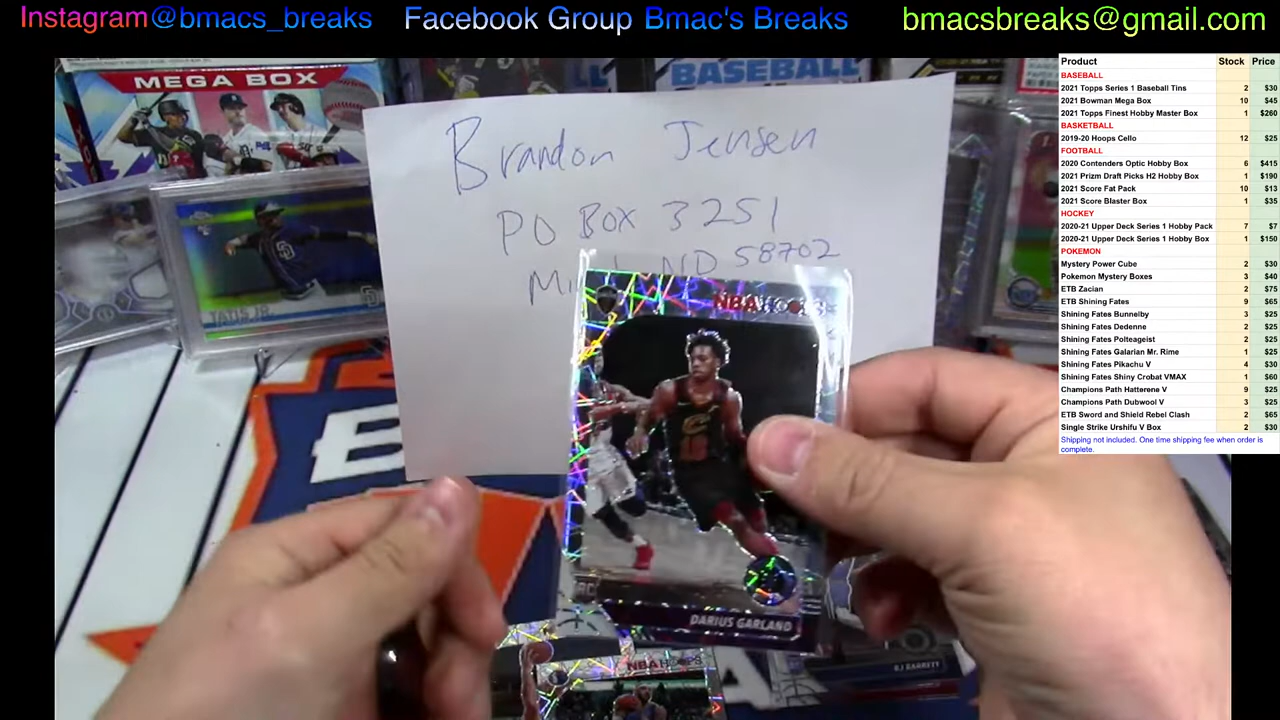 Instagram@bmacs_breaks Facebook Group Bmac's Breaks bmacsbreaks@gmail.com
MEGA BOX
BASEBALL
Brandon Jensen
PO Box 3251
ND 58702
TATIS JR.
NBA HOOPS
DARIUS GARLAND
NBA HOOPS
RJ BARRETT
Product Stock Price
BASEBALL
2021 Topps Series 1 Baseball Tins 2 $30
2021 Bowman Mega Box 10 $45
2021 Topps Finest Hobby Master Box 1 $260
BASKETBALL
2019-20 Hoops Cello 12 $25
FOOTBALL
2020 Contenders Optic Hobby Box 6 $415
2021 Prizm Draft Picks H2 Hobby Box 1 $190
2021 Score Fat Pack 10 $13
2021 Score Blaster Box 1 $35
HOCKEY
2020-21 Upper Deck Series 1 Hobby Pack 7 $7
2020-21 Upper Deck Series 1 Hobby Box 1 $150
POKEMON
Mystery Power Cube 2 $30
Pokemon Mystery Boxes 3 $40
ETB Zacian 2 $75
ETB Shining Fates 9 $65
Shining Fates Bunnelby 3 $25
Shining Fates Dedenne 2 $25
Shining Fates Polteageist 2 $25
Shining Fates Galarian Mr. Rime 1 $25
Shining Fates Pikachu V 4 $30
Shining Fates Shiny Crobat VMAX 1 $60
Champions Path Hatterene V 9 $25
Champions Path Dubwool V 3 $25
ETB Sword and Shield Rebel Clash 2 $65
Single Strike Urshifu V Box 2 $30
Shipping not included. One time shipping fee when order is
complete.